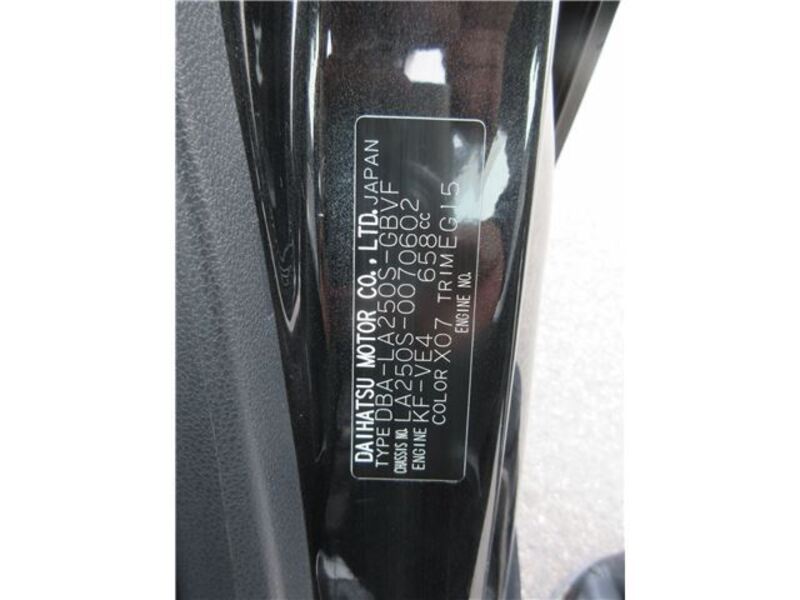 DAIHATSU MOTOR CO., LTD. JAPAN
TYPE DBA-LA250S-GBVF
CHASSIS NO. LA250S-0070602
ENGINE KF-VE4 658cc
COLOR X07 TRIM EG15
ENGINE NO.